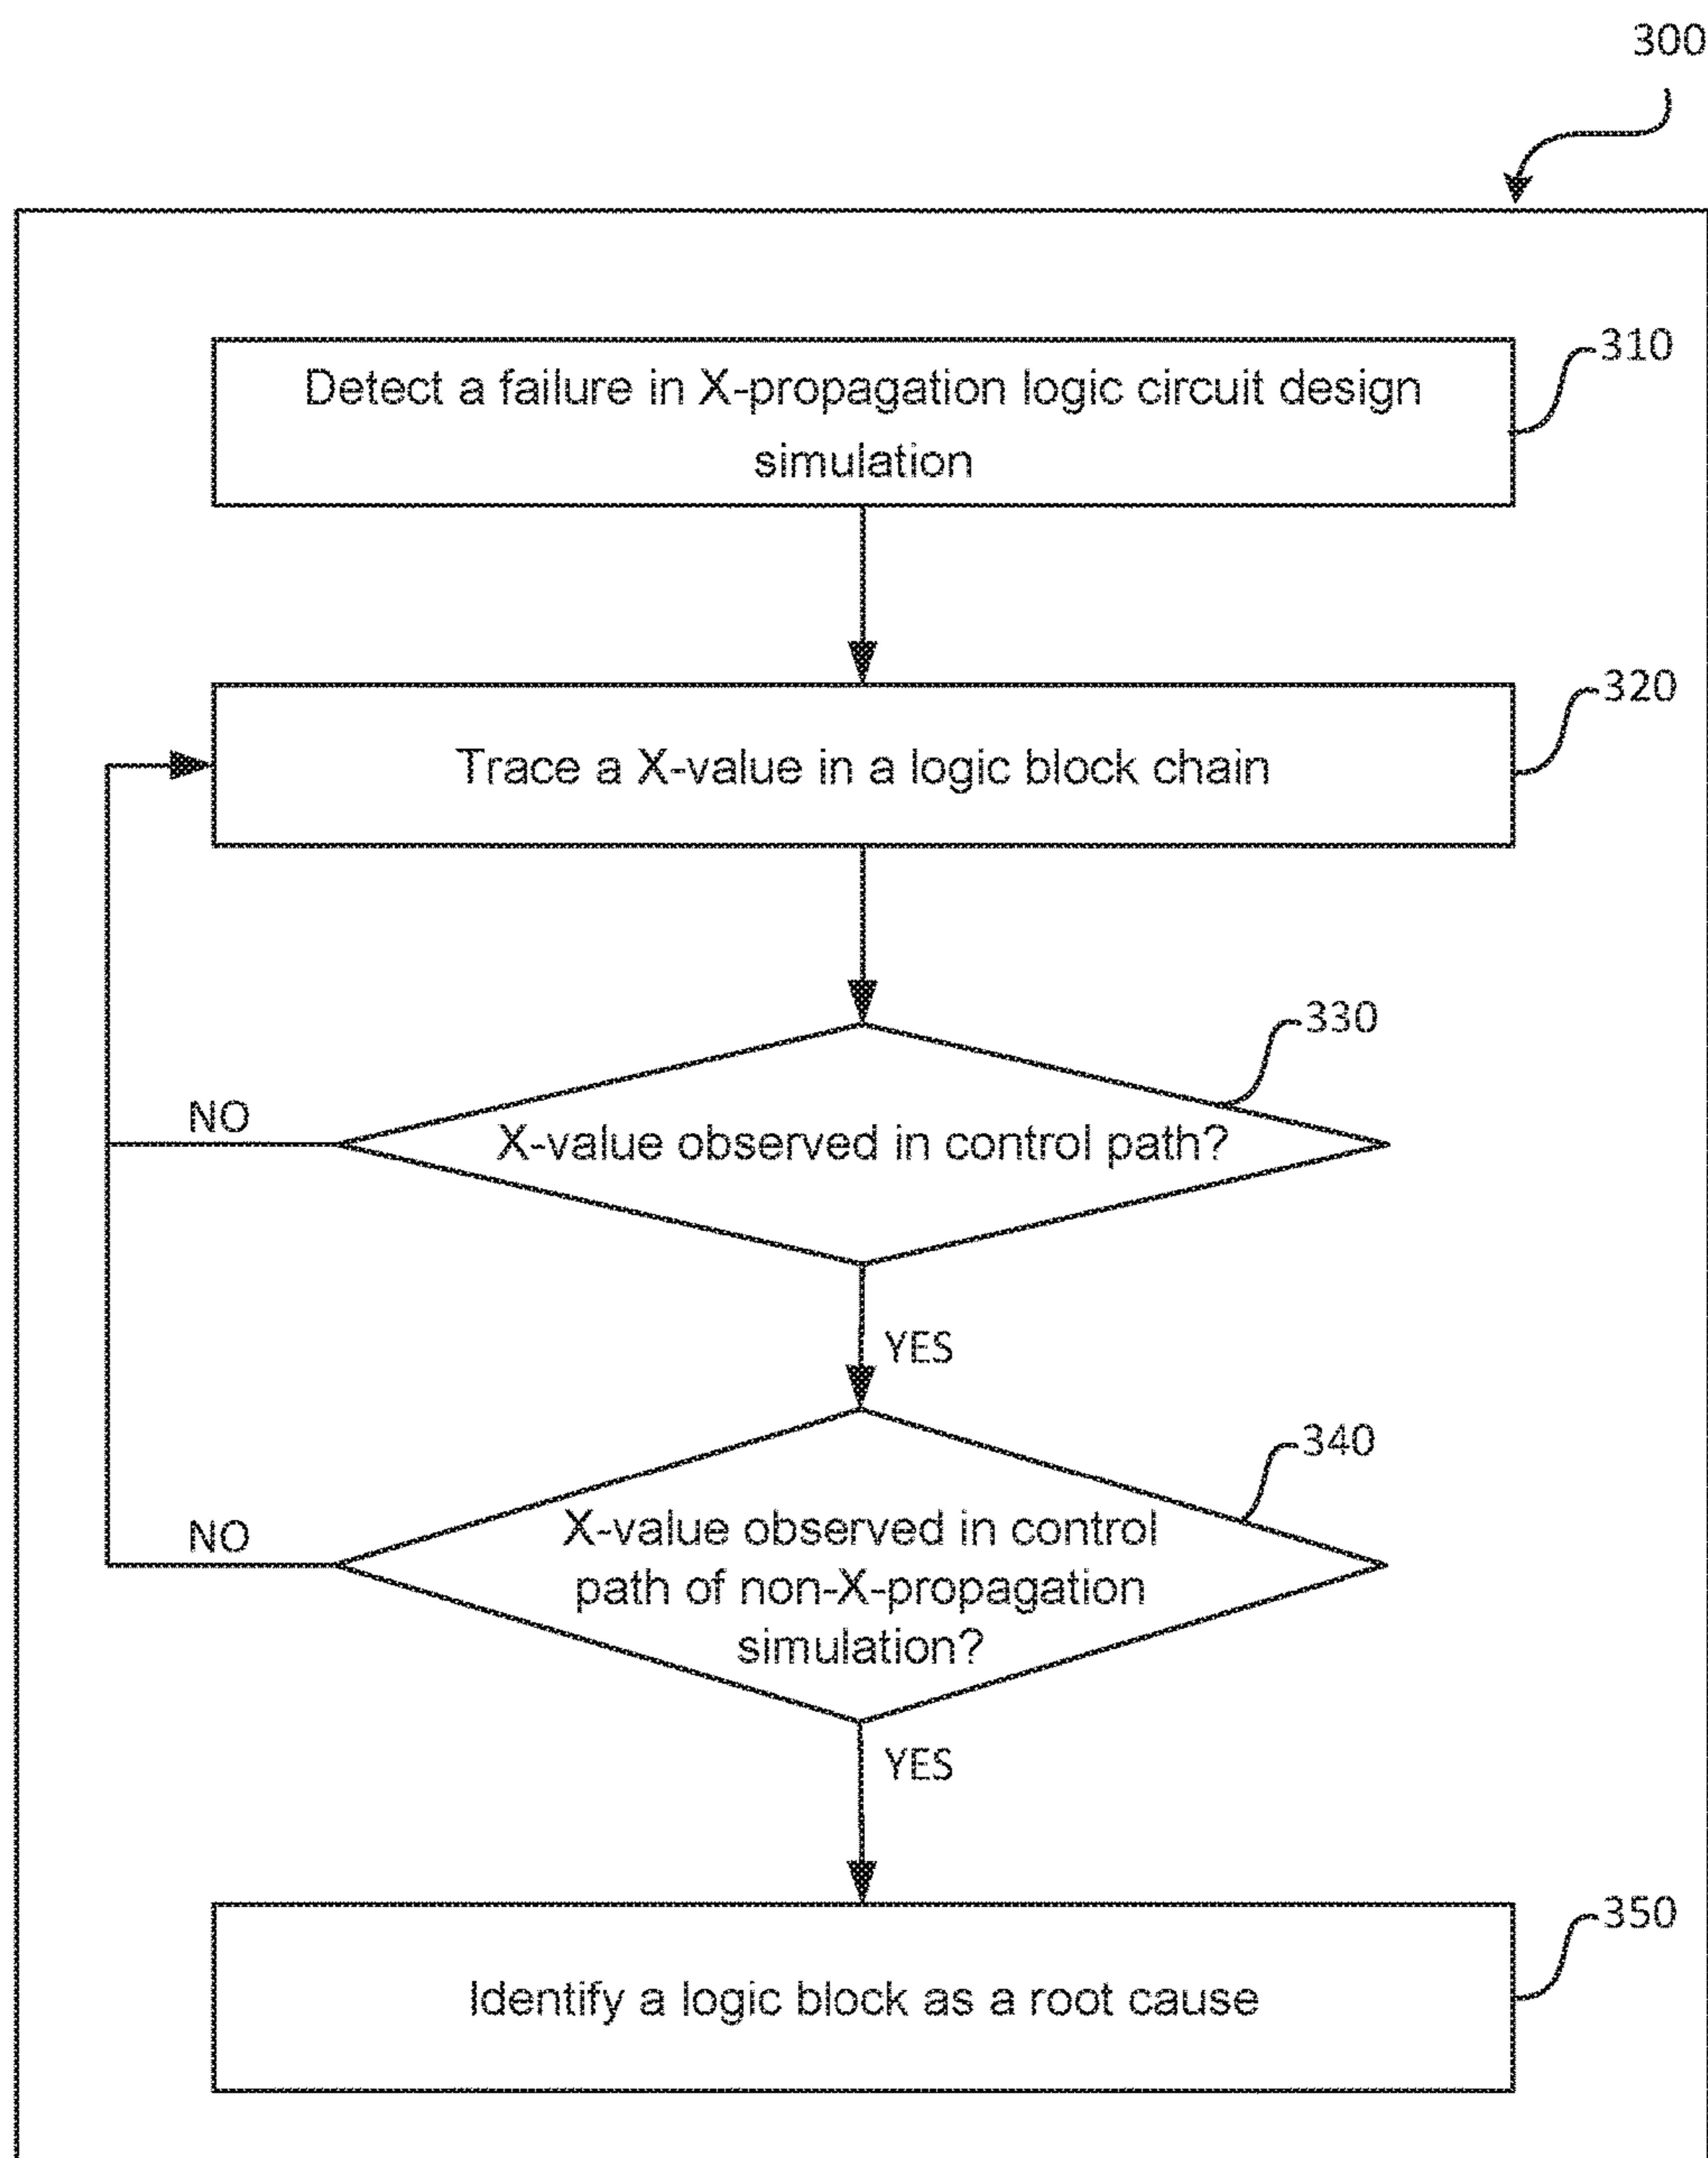 300
Detect a failure in X-propagation logic circuit design
simulation
310
Trace a X-value in a logic block chain
320
X-value observed in control path?
330
NO
YES
X-value observed in control
path of non-X-propagation
simulation?
340
NO
YES
Identify a logic block as a root cause
350